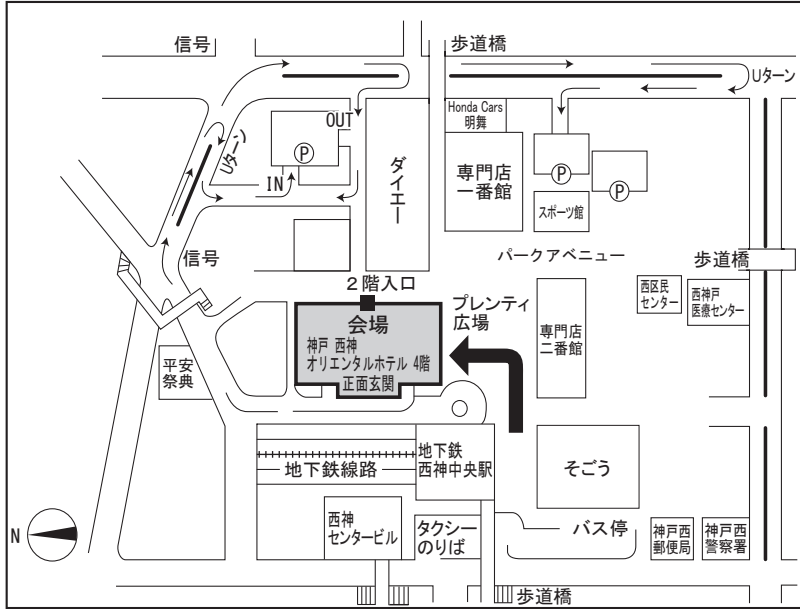 信号
歩道橋
Uターン
Honda Cars
明舞
OUT
P
Uターン
IN
ダイエー
専門店
一番館
P
P
スポーツ館
信号
パークアベニュー
歩道橋
2階入口
プレンティ
広場
西区民
センター
西神戸
医療センター
会場
神戸 西神
オリエンタルホテル 4階
正面玄関
専門店
二番館
平安
祭典
地下鉄線路
地下鉄
西神中央駅
そごう
N
西神
センタービル
タクシー
のりば
バス停
神戸西
郵便局
神戸西
警察署
歩道橋